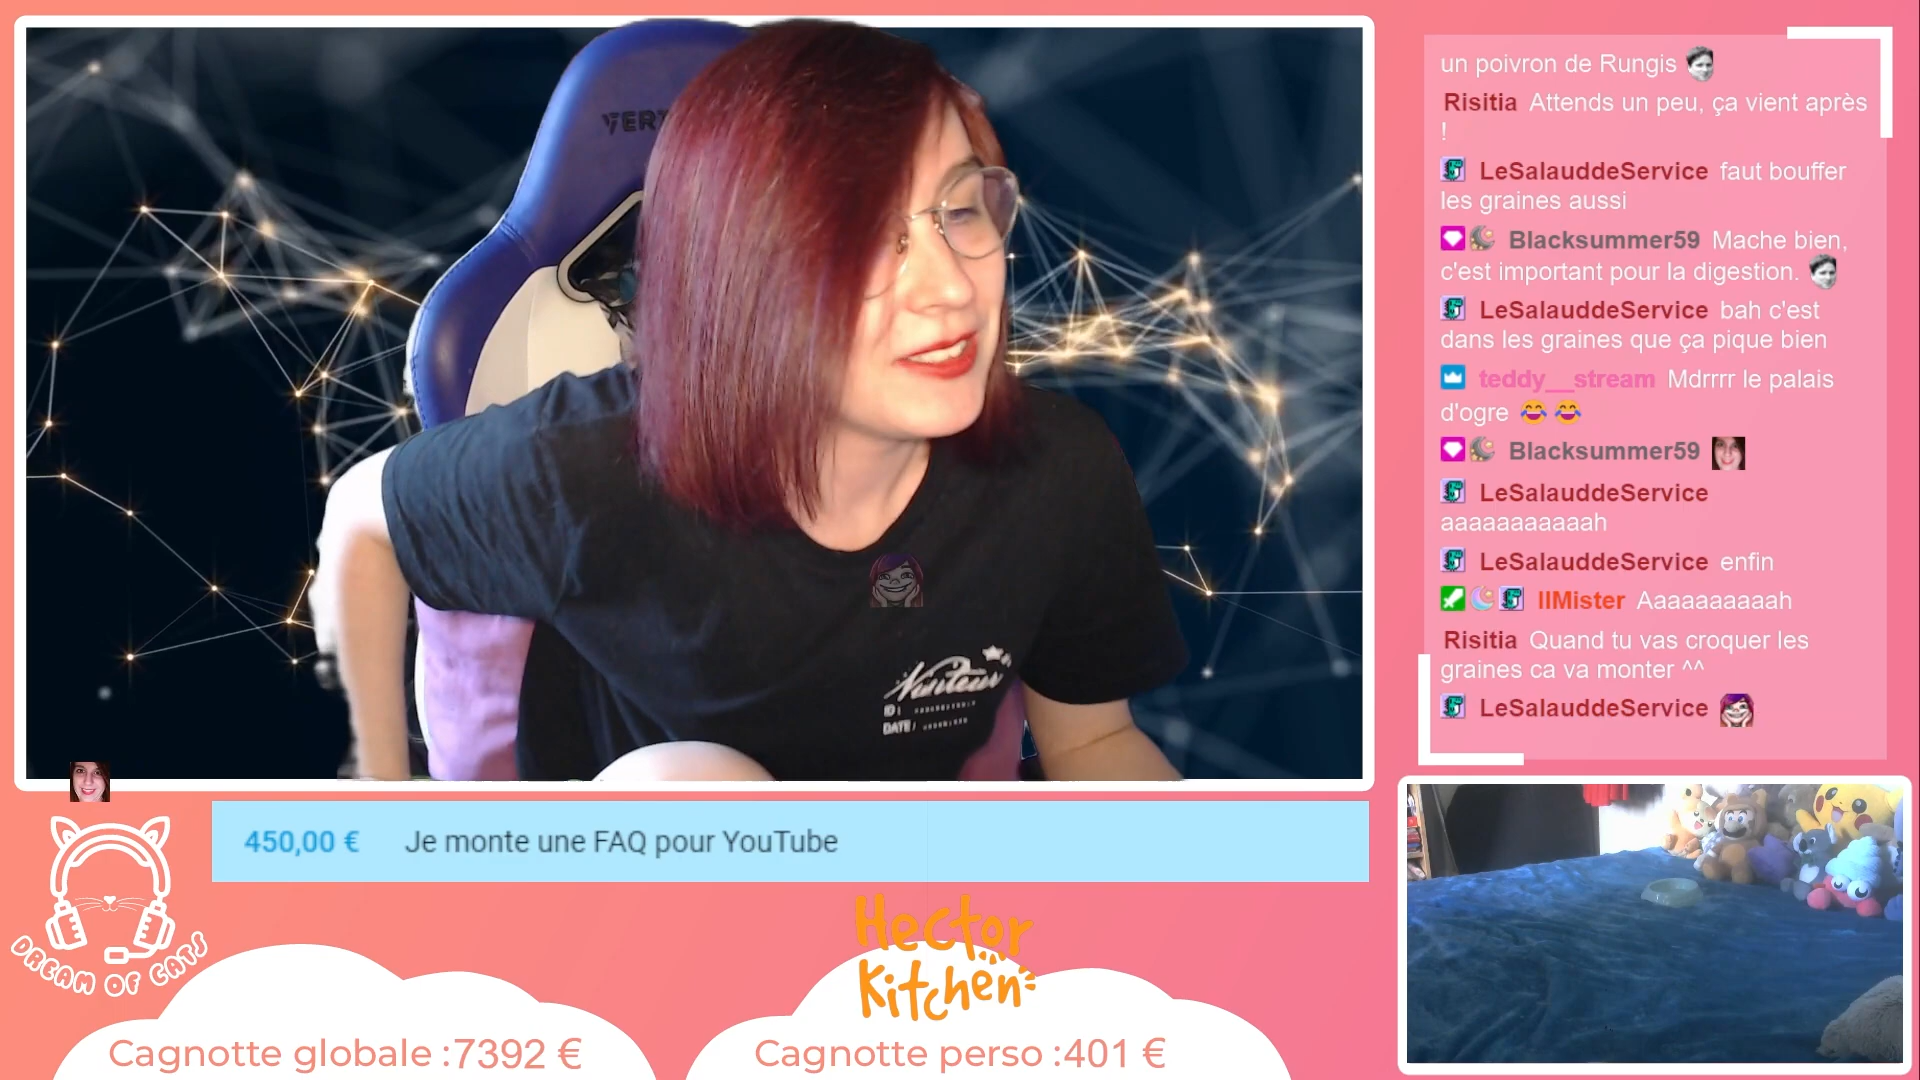 VERT
un poivron de Rungis
Risitia Attends un peu, ça vient après
!
LeSalauddeService faut bouffer
les graines aussi
Blacksummer59 Mache bien,
c'est important pour la digestion.
LeSalauddeService bah c'est
dans les graines que ça pique bien
teddy__stream Mdrrrr le palais
d'ogre
Blacksummer59
LeSalauddeService
aaaaaaaaaaah
LeSalauddeService enfin
IIMister Aaaaaaaaaah
Risitia Quand tu vas croquer les
graines ca va monter ^^
LeSalauddeService
ID:
DATE/
450,00 € Je monte une FAQ pour YouTube
DREAM OF CATS
Hector
Kitchen
Cagnotte globale :7392 €
Cagnotte perso :401 €